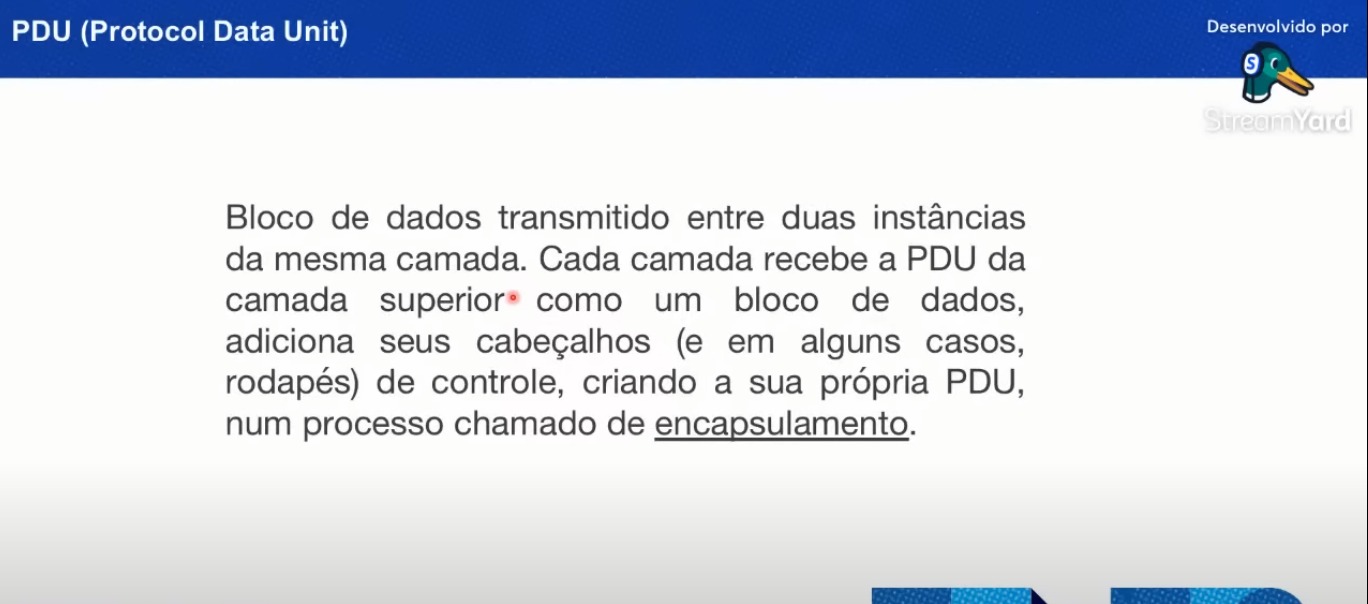 PDU (Protocol Data Unit)
Desenvolvido por
S
StreamYard
Bloco de dados transmitido entre duas instâncias
da mesma camada. Cada camada recebe a PDU da
camada superior como um bloco de dados,
adiciona seus cabeçalhos (e em alguns casos,
rodapés) de controle, criando a sua própria PDU,
num processo chamado de encapsulamento.